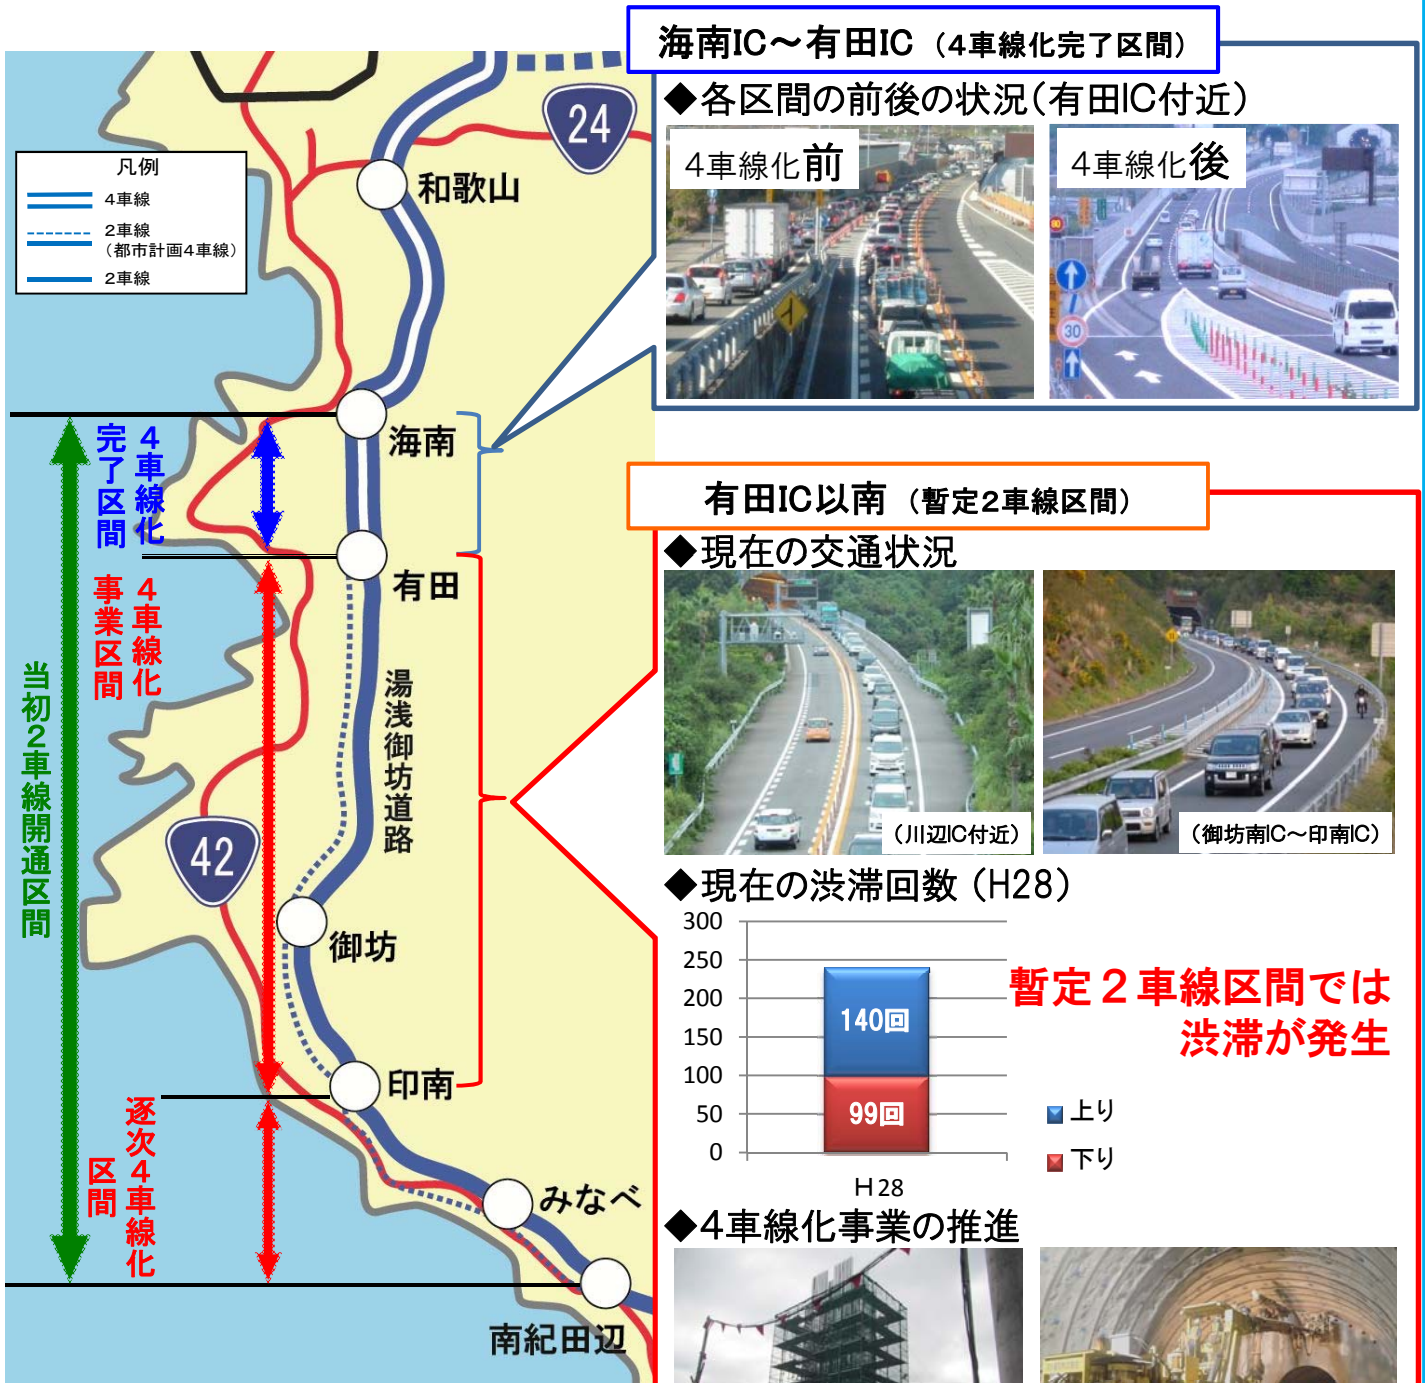 海南IC～有田IC（4車線化完了区間）
◆各区間の前後の状況（有田IC付近）
4車線化前
4車線化後
80
30
24
凡例
4車線
2車線
（都市計画4車線）
2車線
和歌山
海南
有田
湯浅御坊道路
42
御坊
印南
みなべ
南紀田辺
４車線化
完了区間
４車線化
事業区間
当初２車線開通区間
逐次４車線化
区間
有田IC以南（暫定2車線区間）
◆現在の交通状況
（川辺IC付近）
（御坊南IC～印南IC）
◆現在の渋滞回数（H28）
300
250
200
150
100
50
0
140回
99回
H28
上り
下り
暫定２車線区間では
渋滞が発生
◆4車線化事業の推進